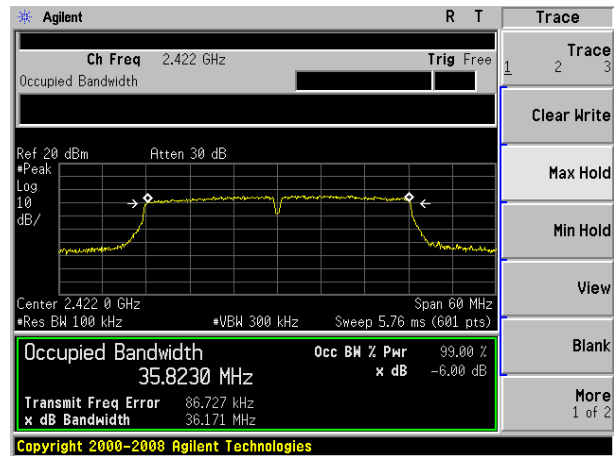 Agilent R T Trace
Ch Freq 2.422 GHz Trig Free
Occupied Bandwidth
Trace
1 2 3
Clear Write
Max Hold
Min Hold
View
Blank
More
1 of 2
Ref 20 dBm Atten 30 dB
#Peak
Log
10
dB/
Center 2.422 0 GHz Span 60 MHz
#Res BW 100 kHz #VBW 300 kHz Sweep 5.76 ms (601 pts)
Occupied Bandwidth Occ BW % Pwr 99.00 %
35.8230 MHz x dB -6.00 dB
Transmit Freq Error 86.727 kHz
x dB Bandwidth 36.171 MHz
Copyright 2000-2008 Agilent Technologies